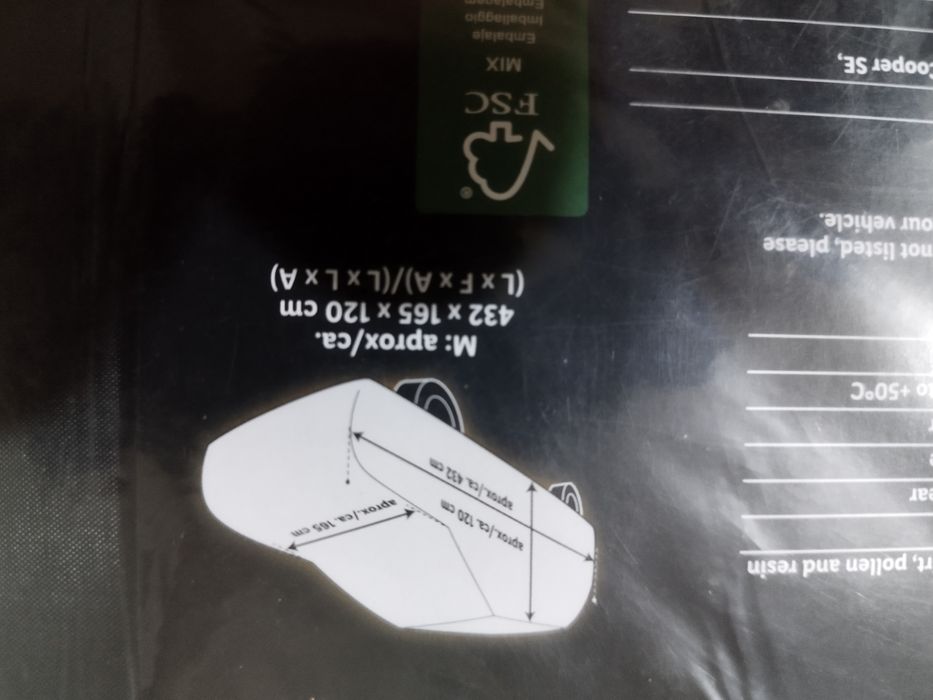 rt, pollen and resin
ear
to +50°C
not listed, please
our vehicle.
Cooper SE,
aprox./ca. 165 cm
aprox./ca. 120 cm
aprox./ca. 432 cm
M: aprox/ca.
432 x 165 x 120 cm
(L x F x A)/(L x L x A)
®
FSC
MIX
Embalaje
Imballaggio
Embalagem